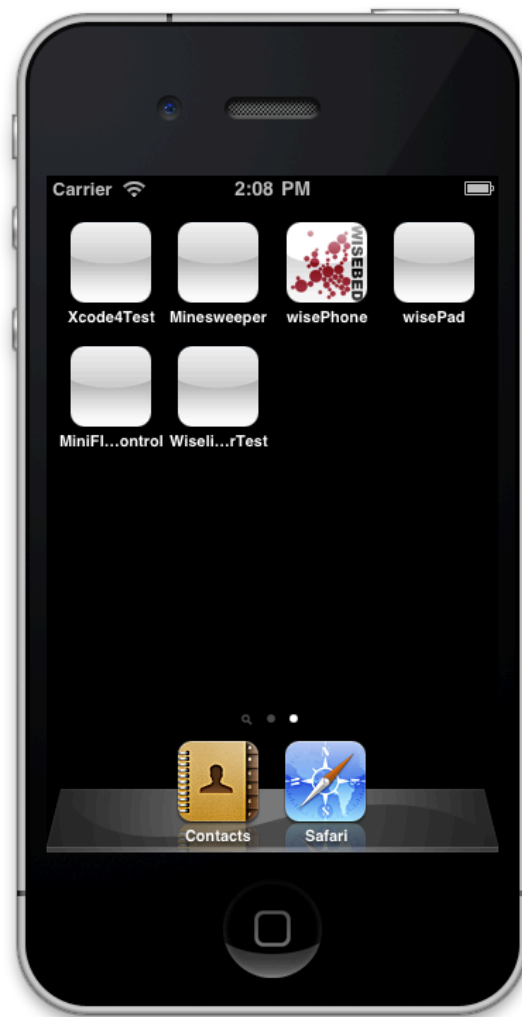 Carrier 2:08 PM
WISEBED
Xcode4Test Minesweeper wisePhone wisePad
MiniFl...ontrol Wiseli...rTest
N
Contacts Safari